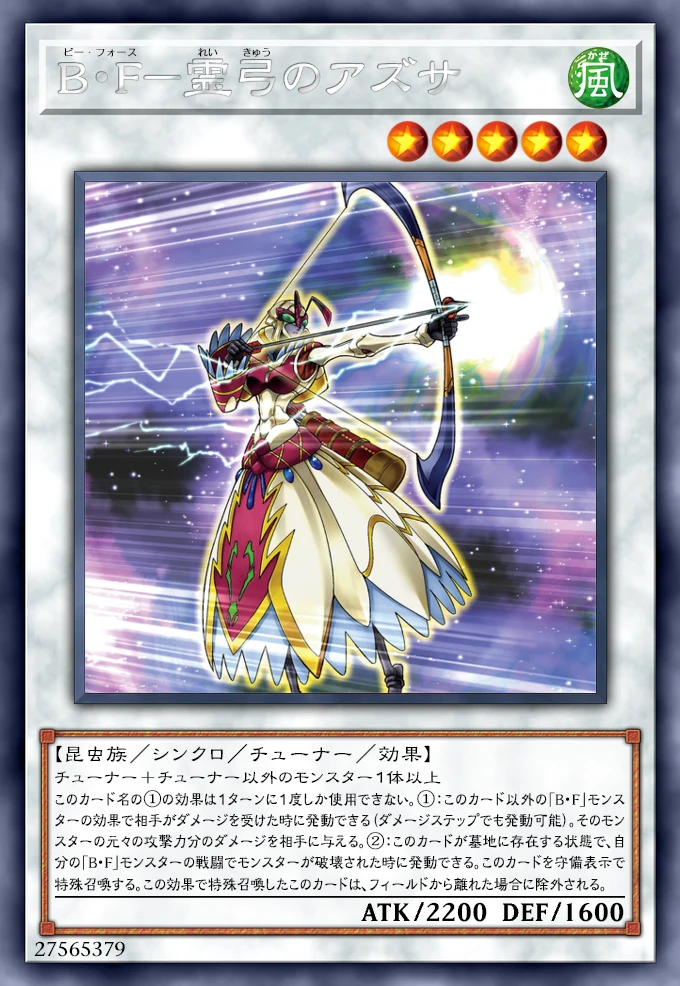 ビー・フォース れい きゅう
B・F－霊弓のアズサ
かぜ
風
【昆虫族／シンクロ／チューナー／効果】
チューナー＋チューナー以外のモンスター１体以上
このカード名の①の効果は１ターンに１度しか使用できない。①：このカード以外の「B・F」モンス
ターの効果で相手がダメージを受けた時に発動できる（ダメージステップでも発動可能）。そのモン
スターの元々の攻撃力分のダメージを相手に与える。②：このカードが墓地に存在する状態で、自
分の「B・F」モンスターの戦闘でモンスターが破壊された時に発動できる。このカードを守備表示で
特殊召喚する。この効果で特殊召喚したこのカードは、フィールドから離れた場合に除外される。
ATK/2200 DEF/1600
27565379